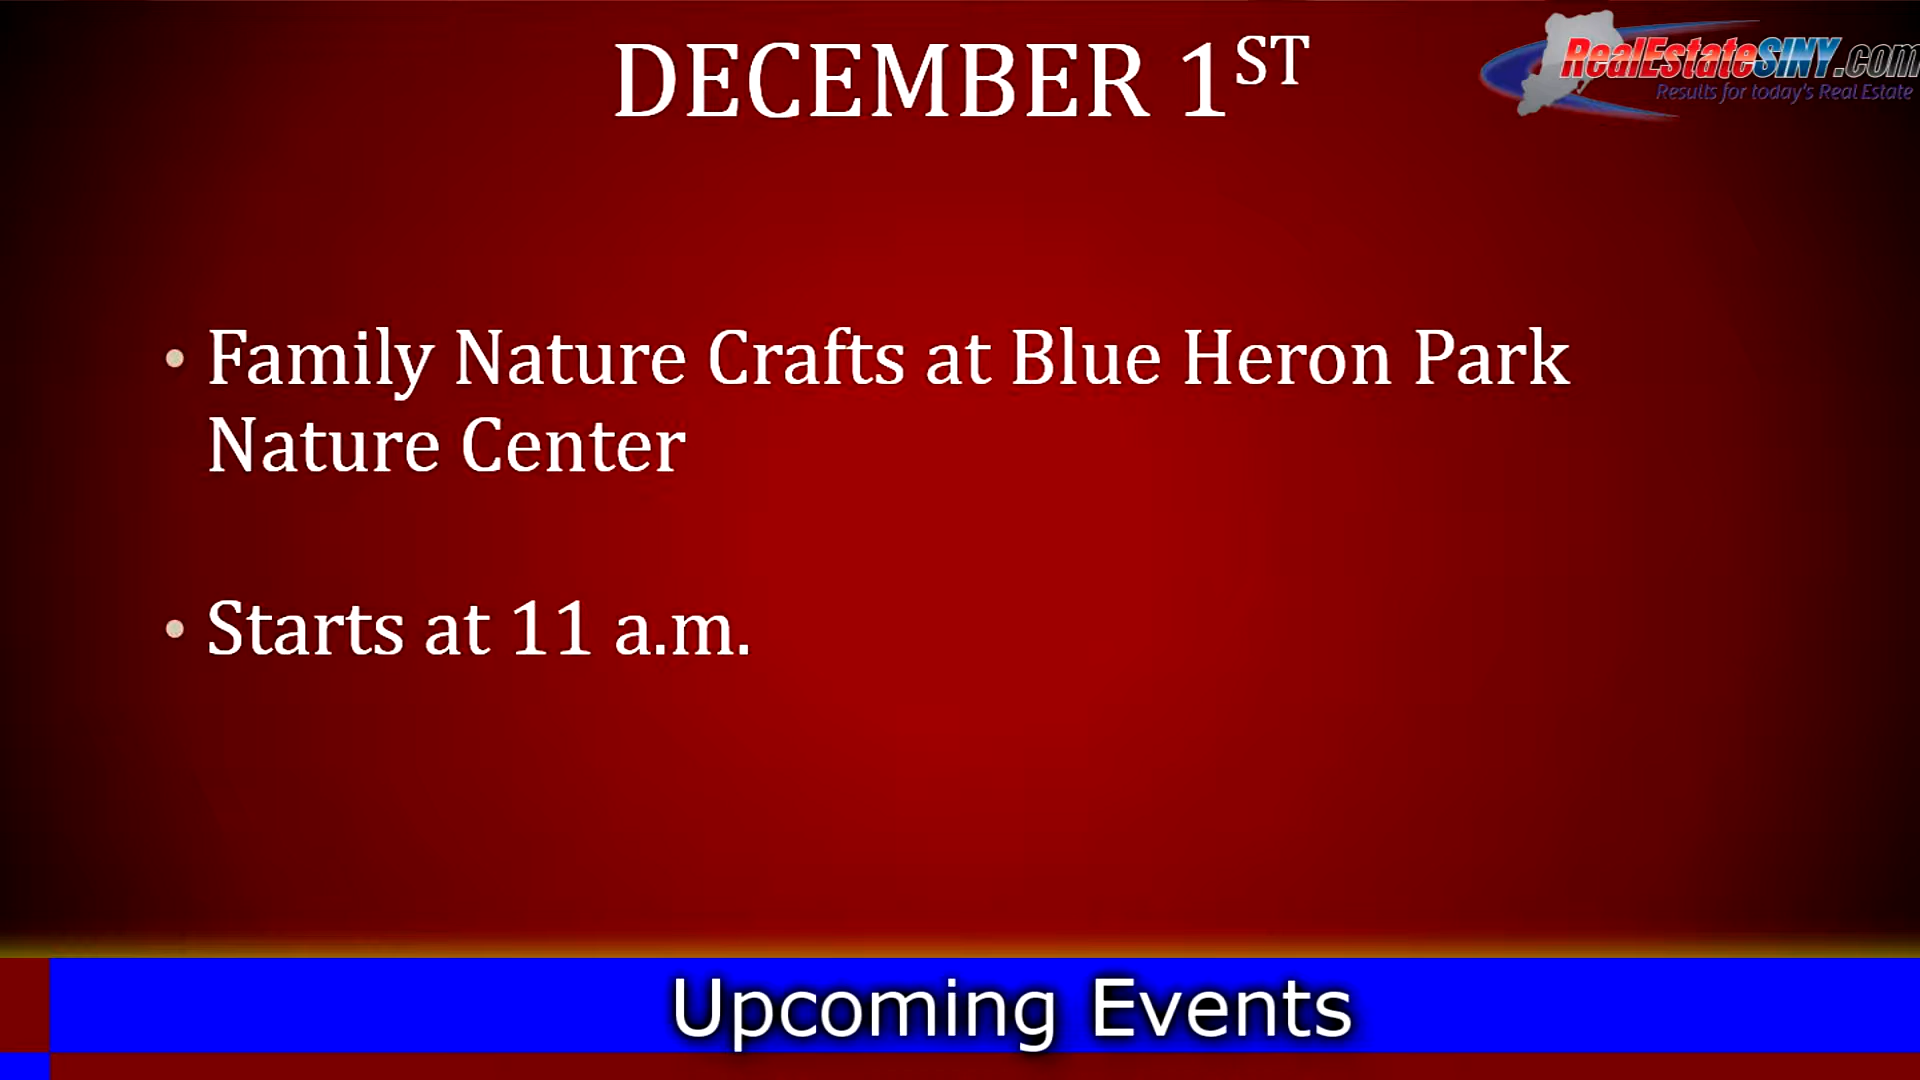 DECEMBER 1ST
RealEstateSINY.com
Results for today's Real Estate
• Family Nature Crafts at Blue Heron Park
Nature Center
• Starts at 11 a.m.
Upcoming Events